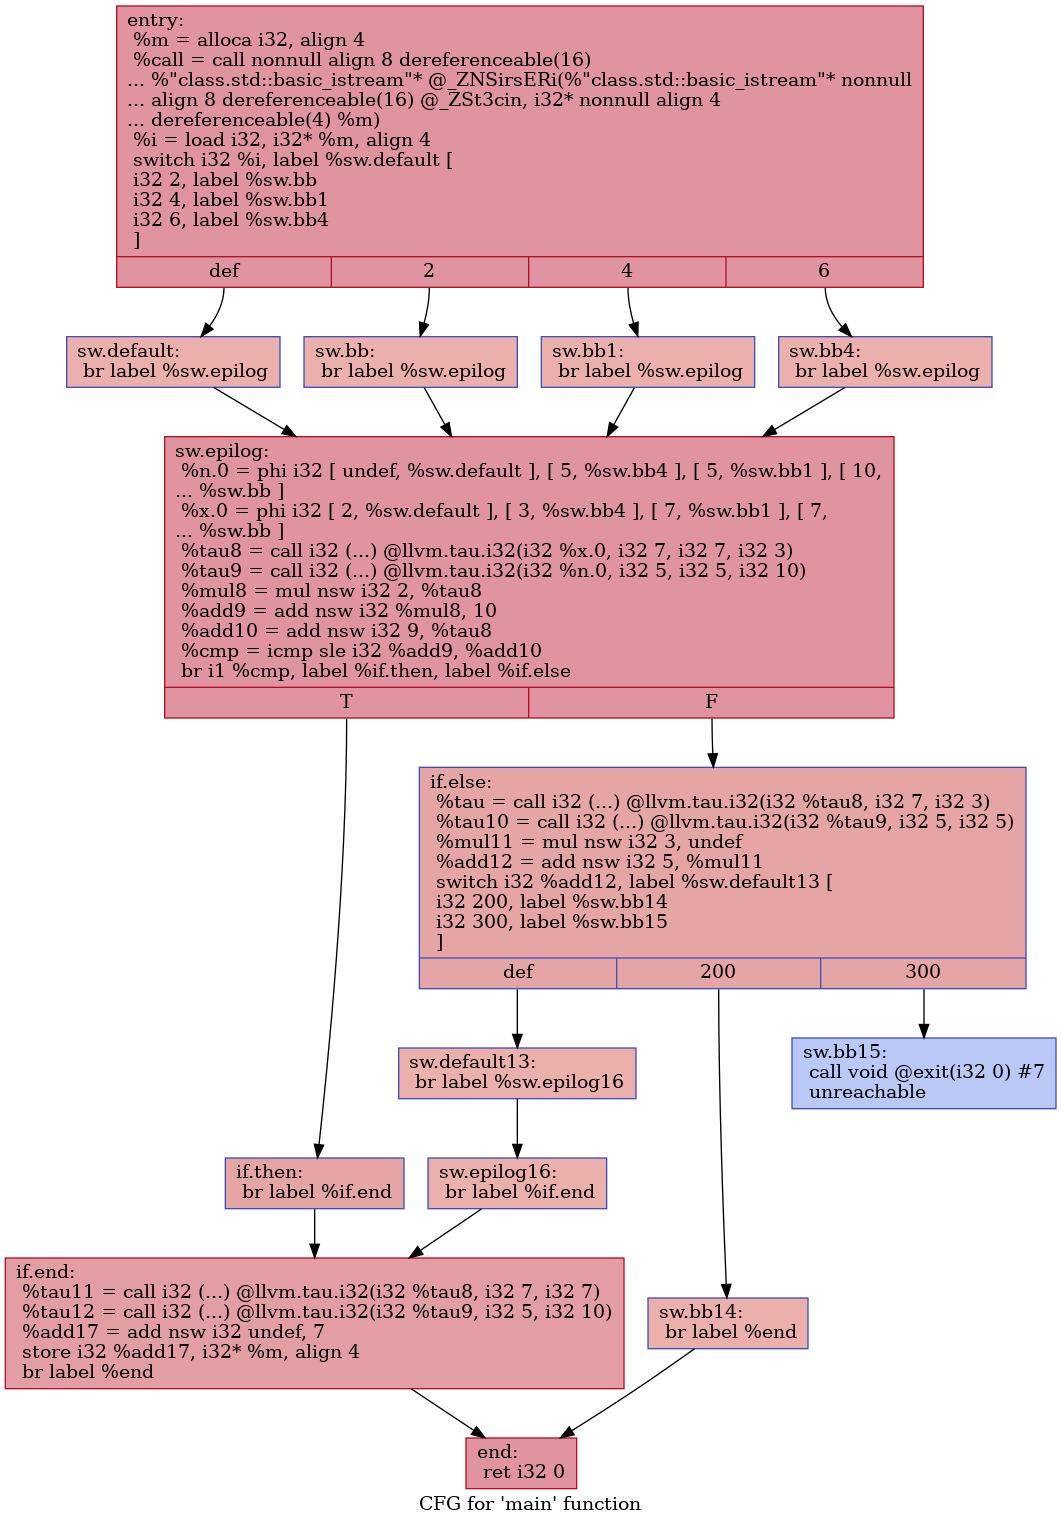 entry:
%m = alloca i32, align 4
%call = call nonnull align 8 dereferenceable(16)
... %"class.std::basic_istream"* @_ZNSirsERi(%"class.std::basic_istream"* nonnull
... align 8 dereferenceable(16) @_ZSt3cin, i32* nonnull align 4
... dereferenceable(4) %m)
%i = load i32, i32* %m, align 4
switch i32 %i, label %sw.default [
i32 2, label %sw.bb
i32 4, label %sw.bb1
i32 6, label %sw.bb4
]
def 2 4 6
sw.default:
br label %sw.epilog
sw.bb:
br label %sw.epilog
sw.bb1:
br label %sw.epilog
sw.bb4:
br label %sw.epilog
sw.epilog:
%n.0 = phi i32 [ undef, %sw.default ], [ 5, %sw.bb4 ], [ 5, %sw.bb1 ], [ 10,
... %sw.bb ]
%x.0 = phi i32 [ 2, %sw.default ], [ 3, %sw.bb4 ], [ 7, %sw.bb1 ], [ 7,
... %sw.bb ]
%tau8 = call i32 (...) @llvm.tau.i32(i32 %x.0, i32 7, i32 7, i32 3)
%tau9 = call i32 (...) @llvm.tau.i32(i32 %n.0, i32 5, i32 5, i32 10)
%mul8 = mul nsw i32 2, %tau8
%add9 = add nsw i32 %mul8, 10
%add10 = add nsw i32 9, %tau8
%cmp = icmp sle i32 %add9, %add10
br i1 %cmp, label %if.then, label %if.else
T F
if.else:
%tau = call i32 (...) @llvm.tau.i32(i32 %tau8, i32 7, i32 3)
%tau10 = call i32 (...) @llvm.tau.i32(i32 %tau9, i32 5, i32 5)
%mul11 = mul nsw i32 3, undef
%add12 = add nsw i32 5, %mul11
switch i32 %add12, label %sw.default13 [
i32 200, label %sw.bb14
i32 300, label %sw.bb15
]
def 200 300
sw.default13:
br label %sw.epilog16
sw.bb15:
call void @exit(i32 0) #7
unreachable
if.then:
br label %if.end
sw.epilog16:
br label %if.end
if.end:
%tau11 = call i32 (...) @llvm.tau.i32(i32 %tau8, i32 7, i32 7)
%tau12 = call i32 (...) @llvm.tau.i32(i32 %tau9, i32 5, i32 10)
%add17 = add nsw i32 undef, 7
store i32 %add17, i32* %m, align 4
br label %end
sw.bb14:
br label %end
end:
ret i32 0
CFG for 'main' function